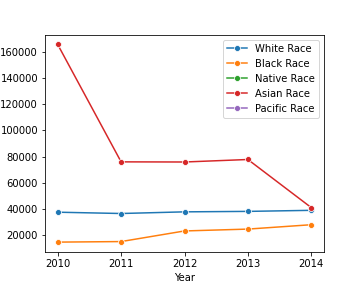 White Race
Black Race
Native Race
Asian Race
Pacific Race
160000
140000
120000
100000
80000
60000
40000
20000
2010 2011 2012 2013 2014
Year